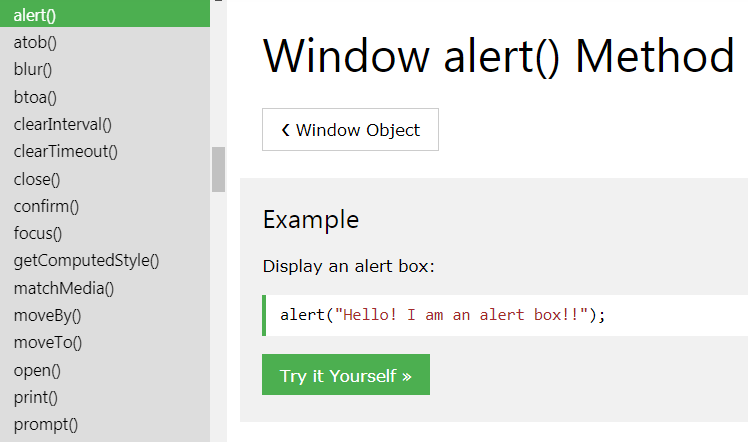 alert()
atob()
blur()
btoa()
clearInterval()
clearTimeout()
close()
confirm()
focus()
getComputedStyle()
matchMedia()
moveBy()
moveTo()
open()
print()
prompt()
Window alert() Method
❮ Window Object
Example
Display an alert box:
alert("Hello! I am an alert box!!");
Try it Yourself »